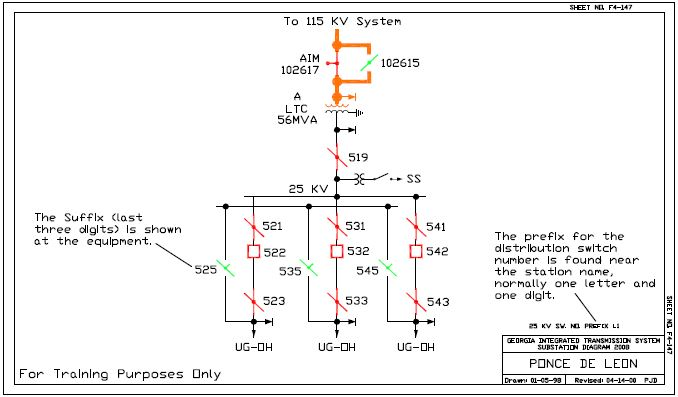 SHEET NO. F4-147
To 115 KV System
AIM
102617
102615
A
LTC
56MVA
519
SS
25 KV
The Suffix (last
three digits) is shown
at the equipment.
521
531
541
522
532
542
525
535
545
523
533
543
UG-OH
UG-OH
UG-OH
The prefix for the
distribution switch
number is found near
the station name,
normally one letter and
one digit.
25 KV SW. NO. PREFIX L1
GEORGIA INTEGRATED TRANSMISSION SYSTEM
SUBSTATION DIAGRAM 2008
PONCE DE LEON
Drawn: 01-05-98
Revised: 04-14-08 PJD
SHEET NO. F4-147
For Training Purposes Only